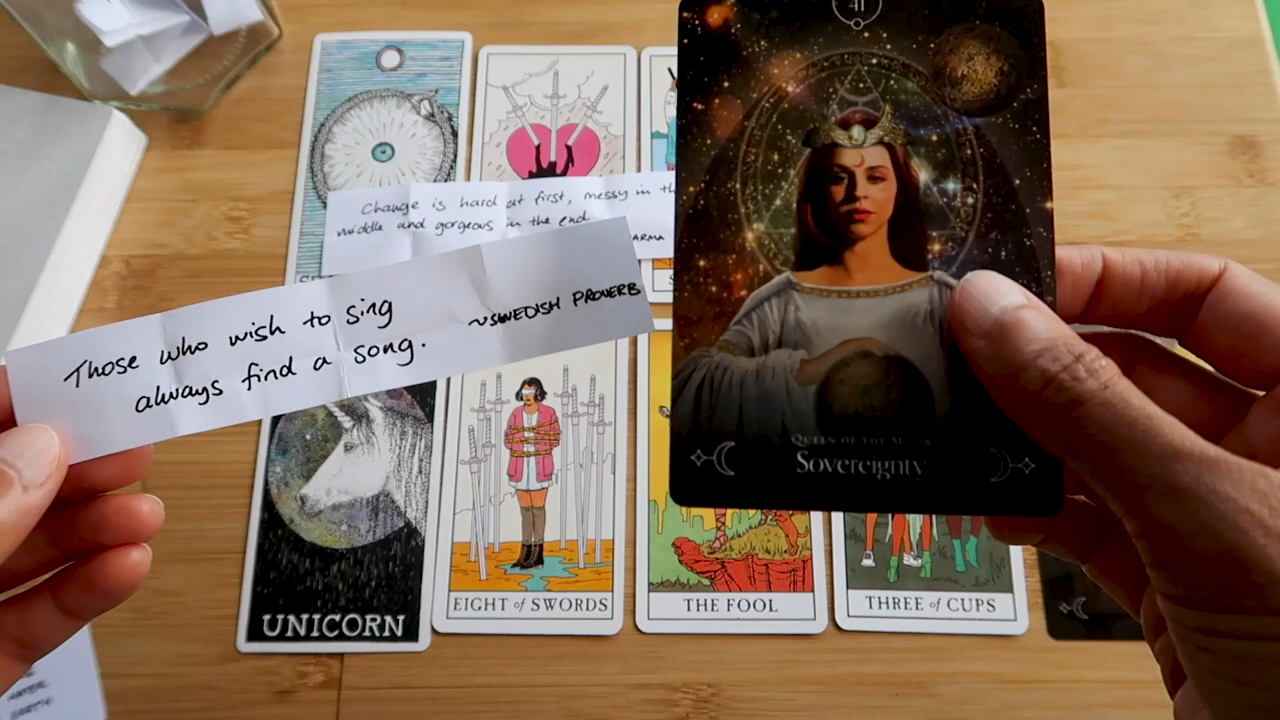 41
Change is hard at first, messy in the
middle and gorgeous in the end.
Those who wish to sing
always find a song.
~SWEDISH PROVERB
QUEEN OF THE MOON
Sovereignty
UNICORN
EIGHT of SWORDS
THE FOOL
THREE of CUPS
EARTH